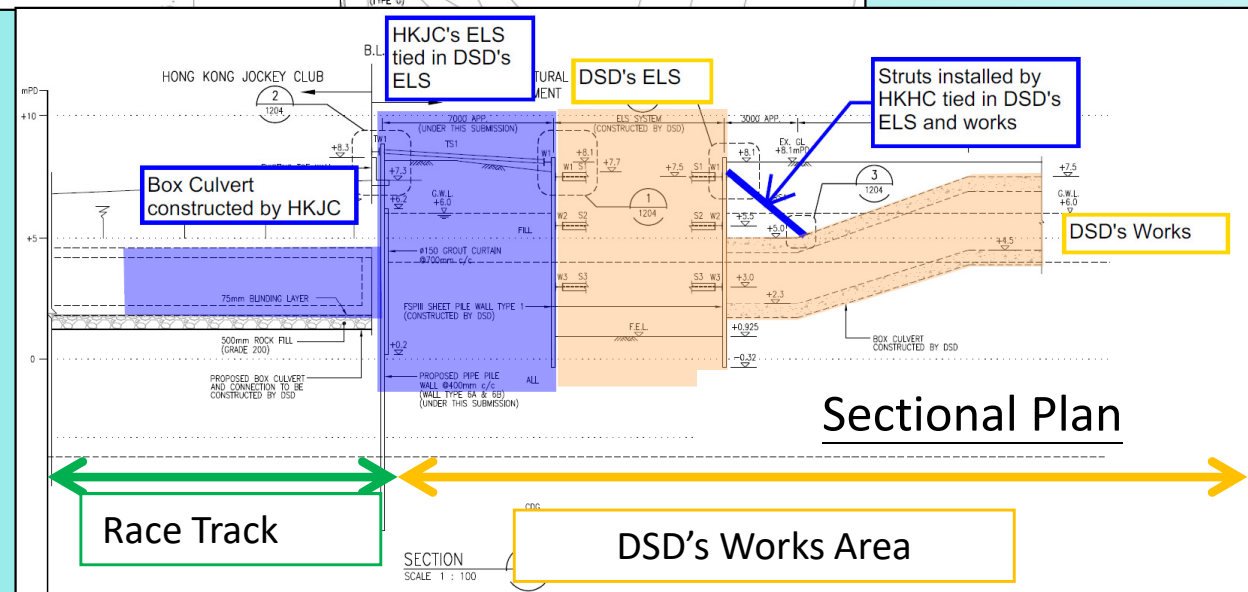 HKJC's ELS
tied in DSD's
ELS
B.L.
HONG KONG JOCKEY CLUB
TURAL
MENT
DSD's ELS
Struts installed by
HKHC tied in DSD's
ELS and works
mPD
+10
2
1204
7000 APP.
(UNDER THIS SUBMISSION)
ELS SYSTEM
(CONSTRUCTED BY DSD)
3000 APP.
TW1
TS1
+8.3
+7.3
+6.2
W1 S1
+8.1
+7.7
+7.5
S1 W1
+8.1
EX. GL
+8.1mPD
+7.5
G.W.L.
+6.0
Box Culvert
constructed by HKJC
G.W.L.
+6.0
1
1204
3
1204
FILL
W2 S2
S2 W2
+5.5
+5.0
DSD's Works
+5
+4.5
ø150 GROUT CURTAIN
@700mm c/c
W3 S3
S3 W3
+3.0
+2.3
75mm BLINDING LAYER
FSPIII SHEET PILE WALL TYPE 1
(CONSTRUCTED BY DSD)
F.E.L.
+0.925
500mm ROCK FILL
(GRADE 200)
BOX CULVERT
CONSTRUCTED BY DSD
0
+0.2
-0.32
PROPOSED BOX CULVERT
AND CONNECTION TO BE
CONSTRUCTED BY DSD
PROPOSED PIPE PILE
WALL @400mm c/c
(WALL TYPE 6A & 6B)
(UNDER THIS SUBMISSION)
ALL
Sectional Plan
Race Track
CDG
DSD's Works Area
SECTION
SCALE 1 : 100